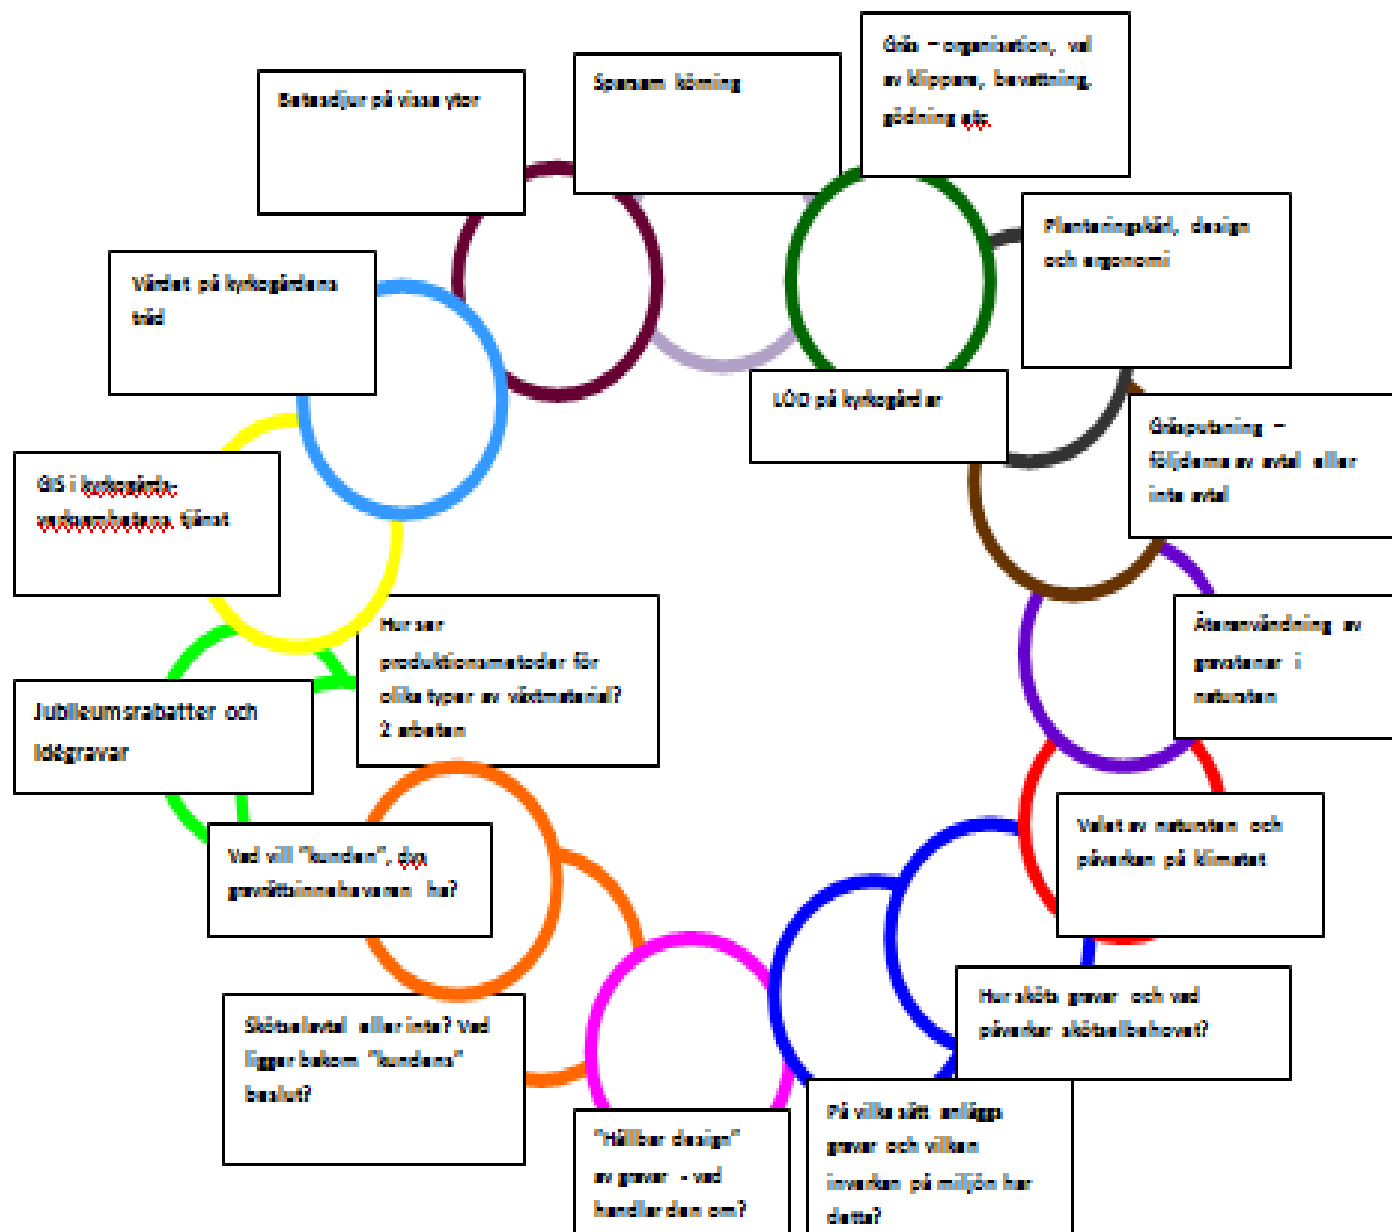 Betesdjur på vissa ytor
Sparsam körning
Gräs – organisation, val
av klippare, bevattning,
gödning etc.
Planteringskärl, design
och ergonomi
Värdet på kyrkogårdens
träd
LOD på kyrkogårdar
Gräsputsning –
följderna av avtal eller
inte avtal
GIS i kyrkogårds-
verksamhetens tjänst
Återanvändning av
gravstenar i
natursten
Hur ser
produktionsmetoder för
olika typer av växtmaterial?
2 arbeten
Jubileumsrabatter och
Idégravar
Valet av natursten och
påverkan på klimatet
Vad vill "kunden", dvs
gravrättsinnehavaren ha?
Hur sköta gravar och vad
påverkar skötselbehovet?
Skötselavtal eller inte? Vad
ligger bakom "kundens"
beslut?
"Hållbar design"
av gravar - vad
handlar den om?
På vilka sätt anläggs
gravar och vilken
inverkan på miljön har
detta?